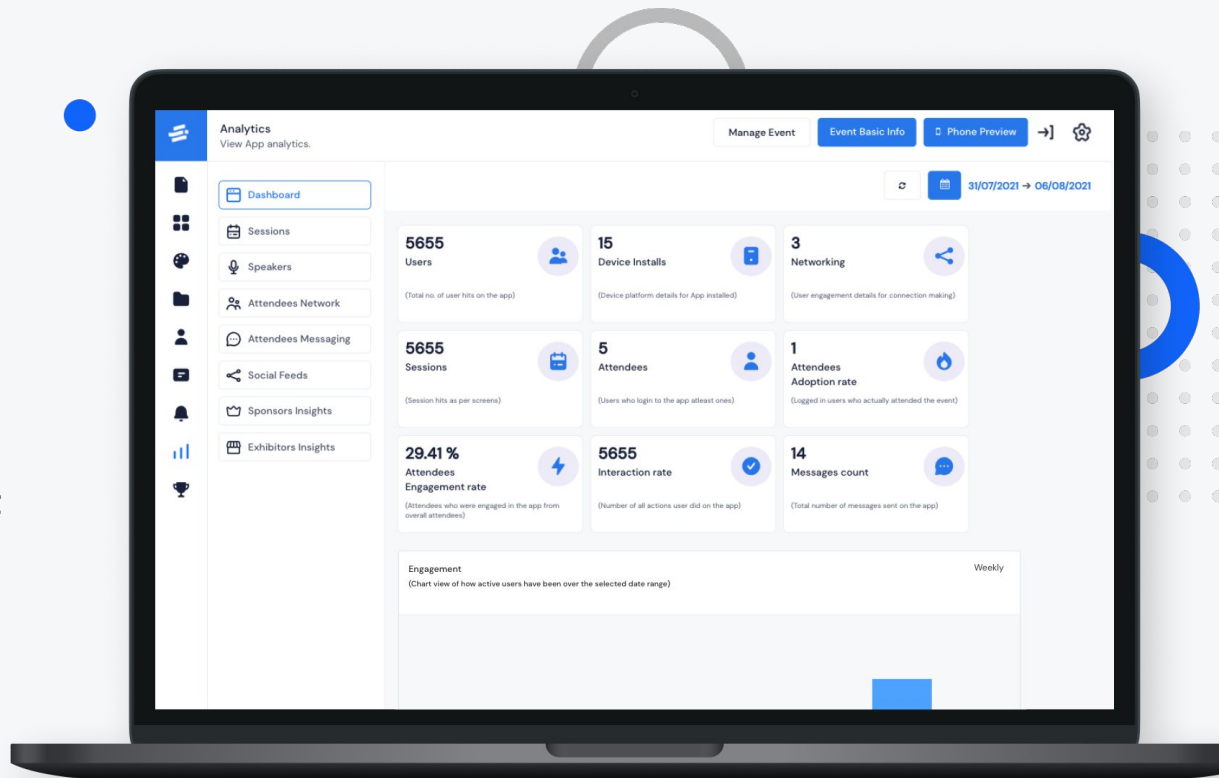 Analytics
View App analytics.
Manage Event
Event Basic Info
Phone Preview
31/07/2021 → 06/08/2021
Dashboard
Sessions
Speakers
Attendees Network
Attendees Messaging
Social Feeds
Sponsors Insights
Exhibitors Insights
5655
Users
(Total no. of user hits on the app)
15
Device Installs
(Device platform details for App installed)
3
Networking
(User engagement details for connection making)
5655
Sessions
(Session hits as per screens)
5
Attendees
(Users who login to the app atleast ones)
1
Attendees
Adoption rate
(Logged in users who actually attended the event)
29.41 %
Attendees
Engagement rate
(Attendees who were engaged in the app from
overall attendees)
5655
Interaction rate
(Number of all actions user did on the app)
14
Messages count
(Total number of messages sent on the app)
Engagement
(Chart view of how active users have been over the selected date range)
Weekly